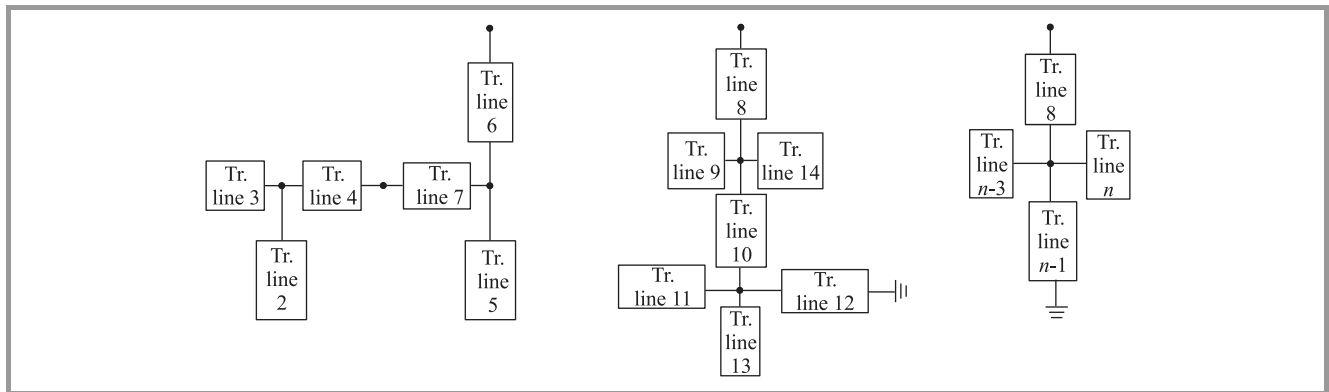 Tr.
line
6
Tr.
line 3
Tr.
line 4
Tr.
line 7
Tr.
line
2
Tr.
line
5
Tr.
line
8
Tr.
line 9
Tr.
line 14
Tr.
line
10
Tr.
line 11
Tr.
line 12
Tr.
line
13
Tr.
line
8
Tr.
line
n-3
Tr.
line
n
Tr.
line
n-1